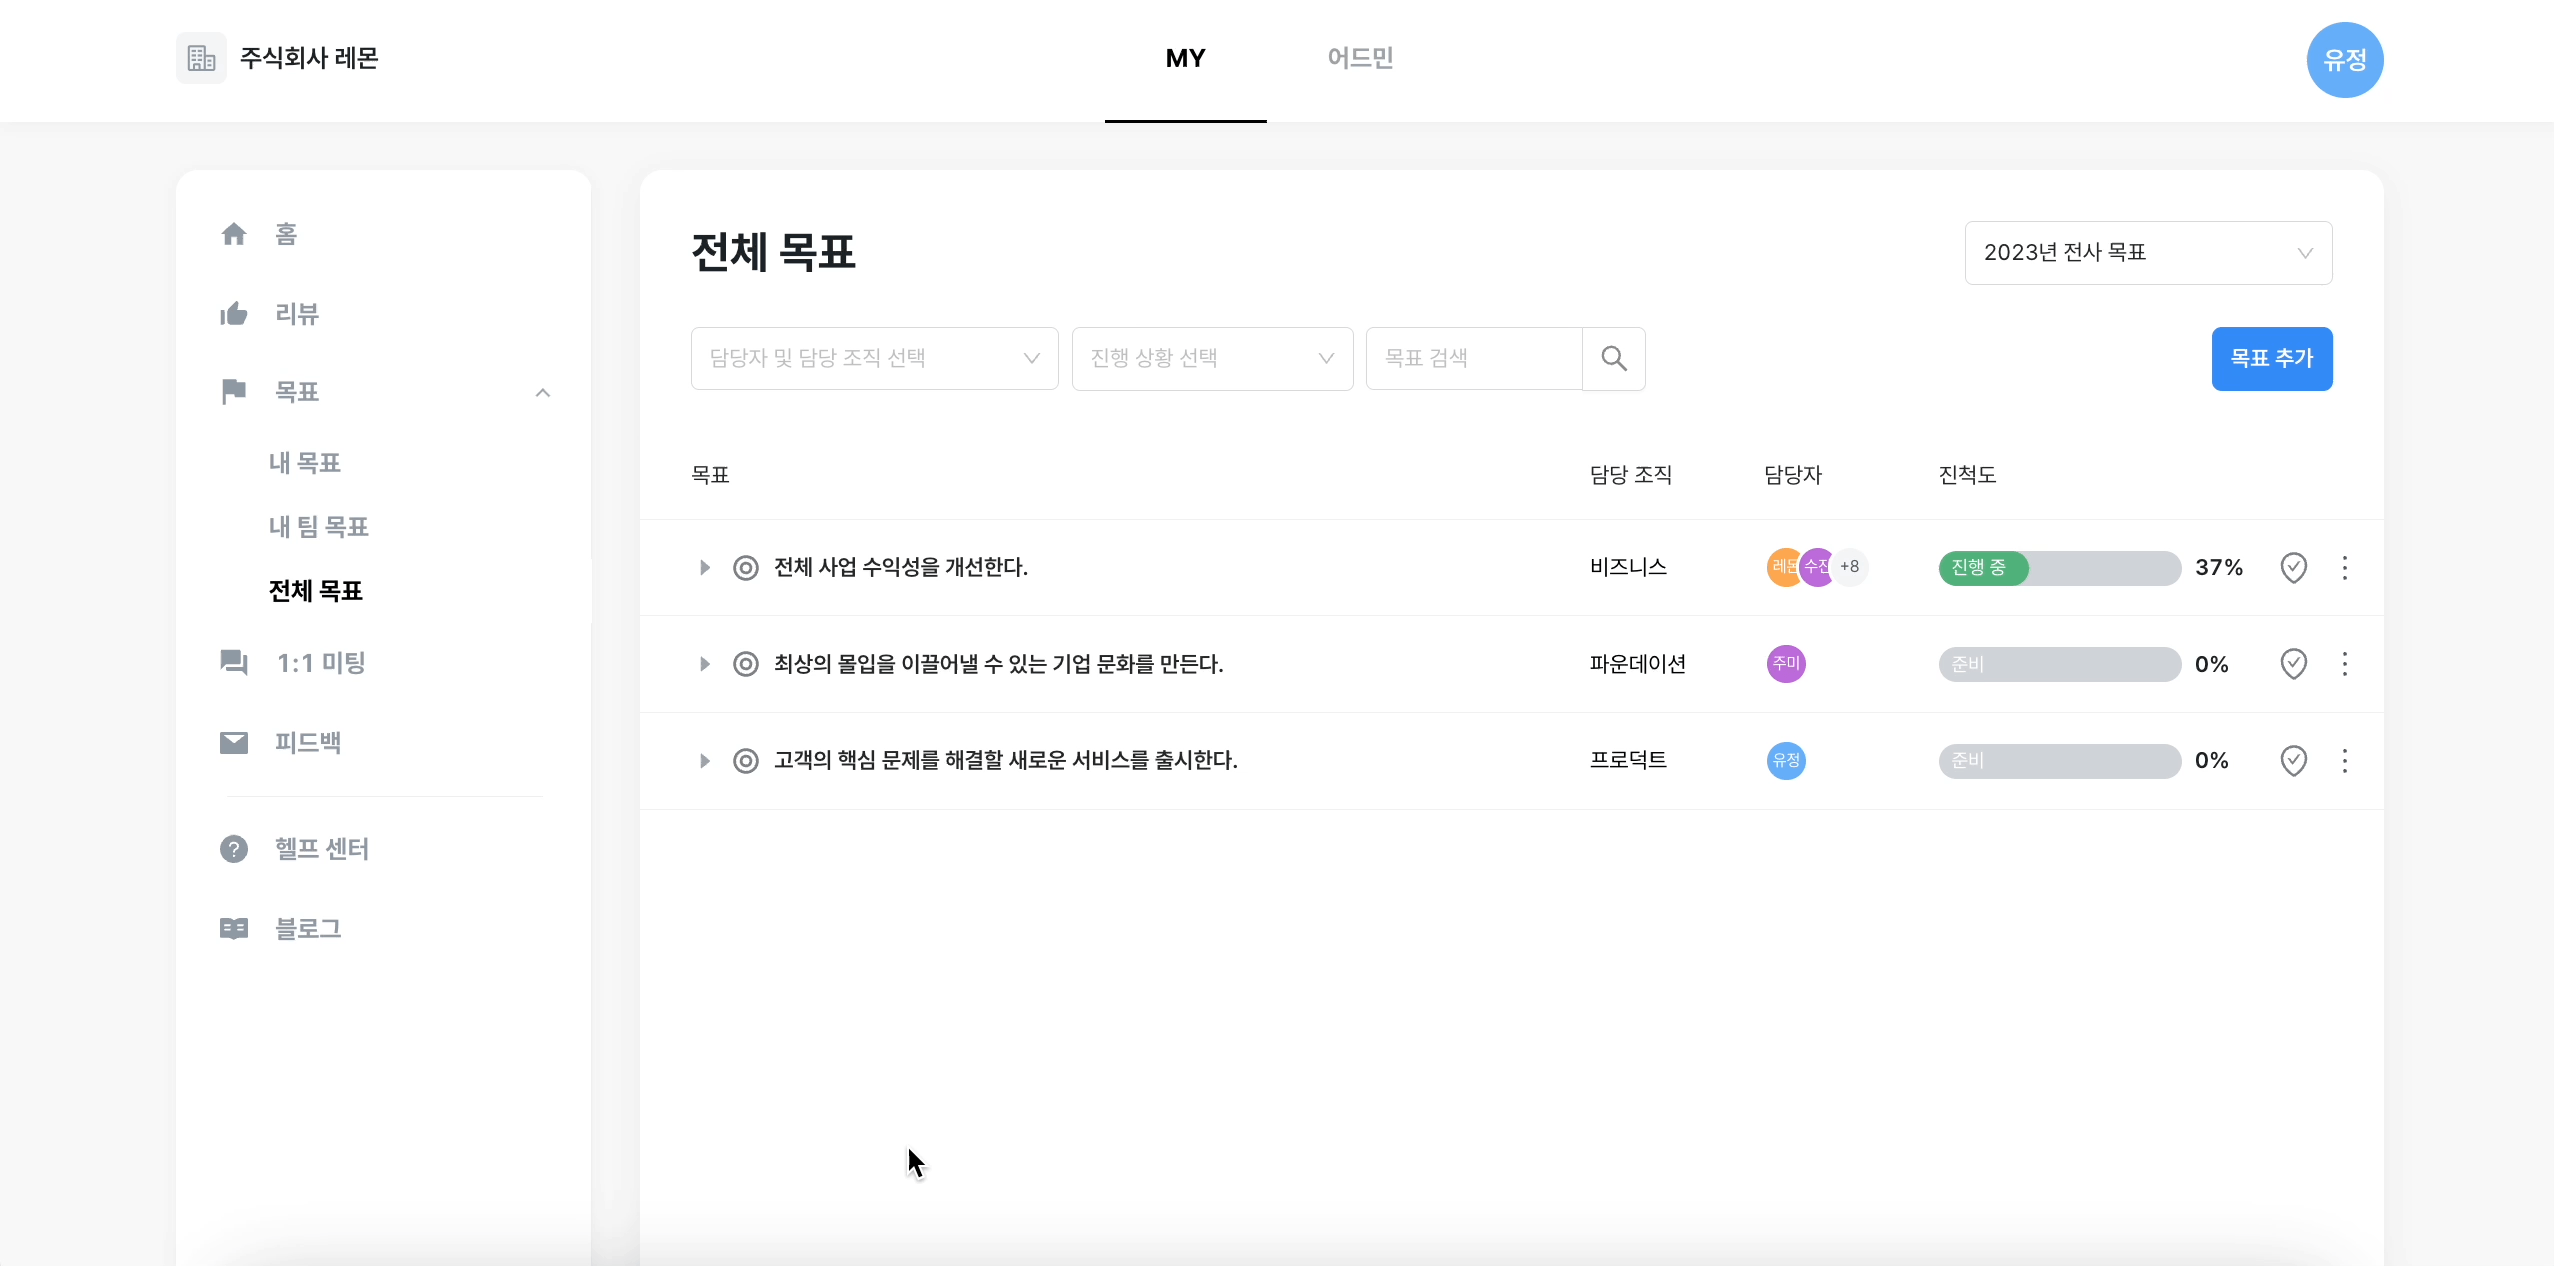 주식회사 레몬
MY
어드민
유정
홈
리뷰
목표
내 목표
내 팀 목표
전체 목표
1:1 미팅
피드백
헬프 센터
블로그
전체 목표
2023년 전사 목표
담당자 및 담당 조직 선택
진행 상황 선택
목표 검색
목표 추가
목표 담당 조직 담당자 진척도
전체 사업 수익성을 개선한다. 비즈니스 레몬 수진 +8 진행 중 37%
최상의 몰입을 이끌어낼 수 있는 기업 문화를 만든다. 파운데이션 주미 준비 0%
고객의 핵심 문제를 해결할 새로운 서비스를 출시한다. 프로덕트 유정 준비 0%